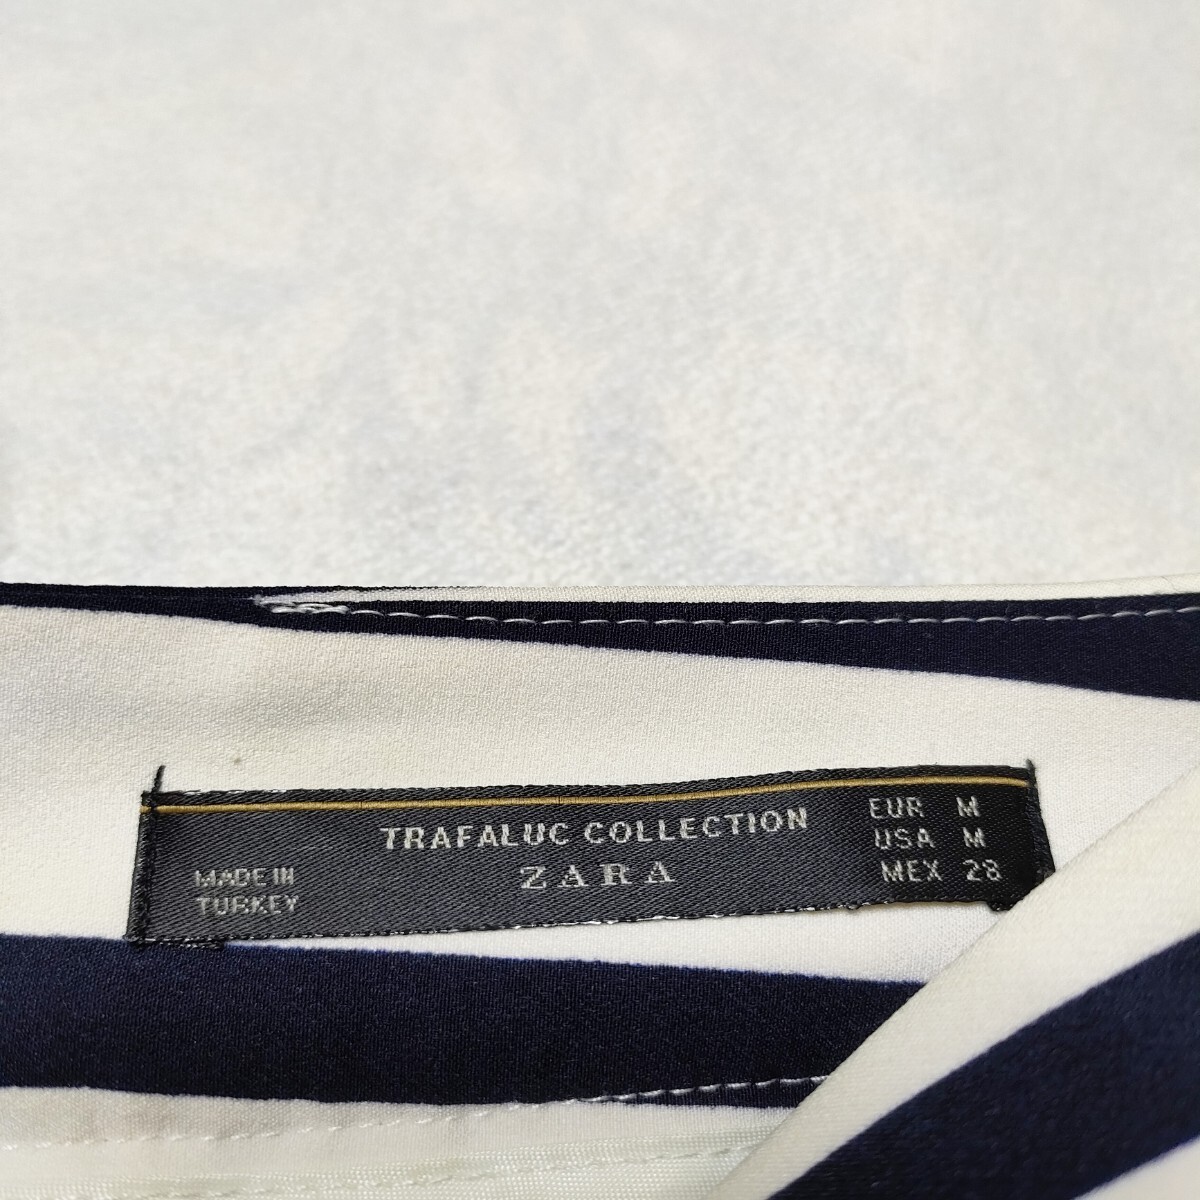 TRAFALUC COLLECTION
ZARA
MADE IN
TURKEY
EUR M
USA M
MEX 28